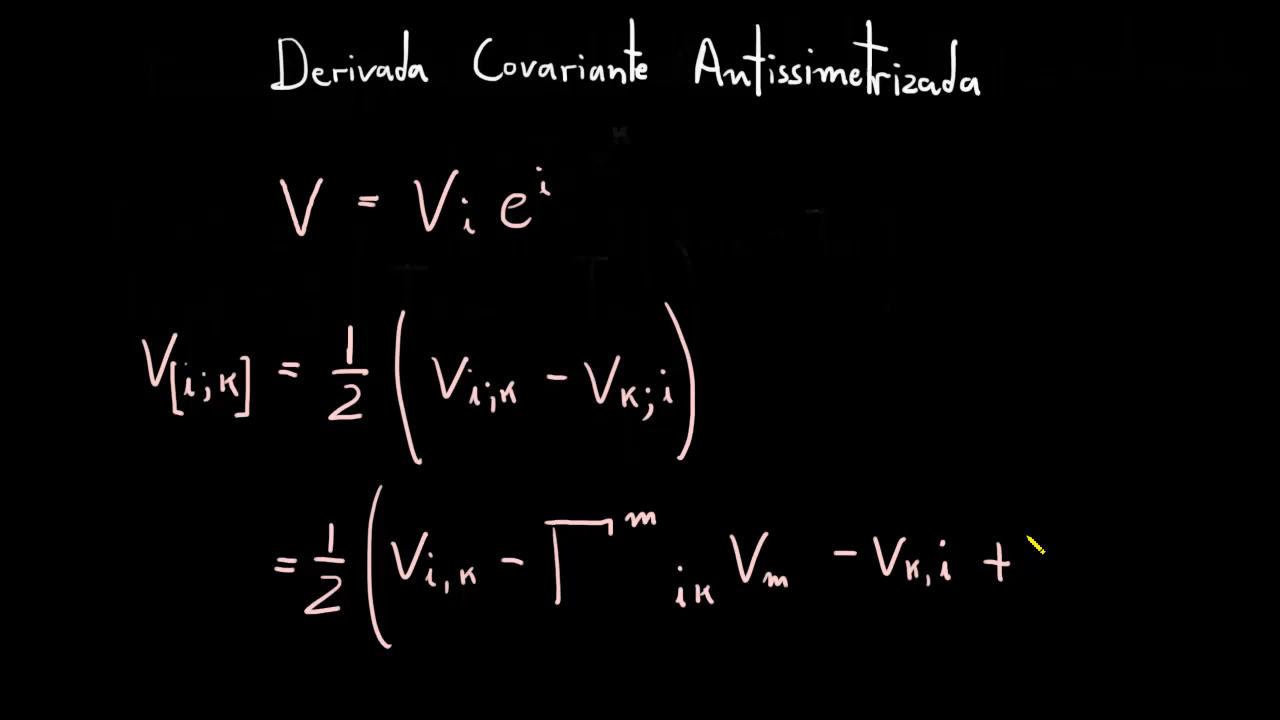 Derivada Covariante Antissimetrizada
V = V_i e^i
V_[i;k] = 1/2 (V_i;k - V_k;i)
= 1/2 (V_i,k - Γ^m_ik V_m - V_k,i +